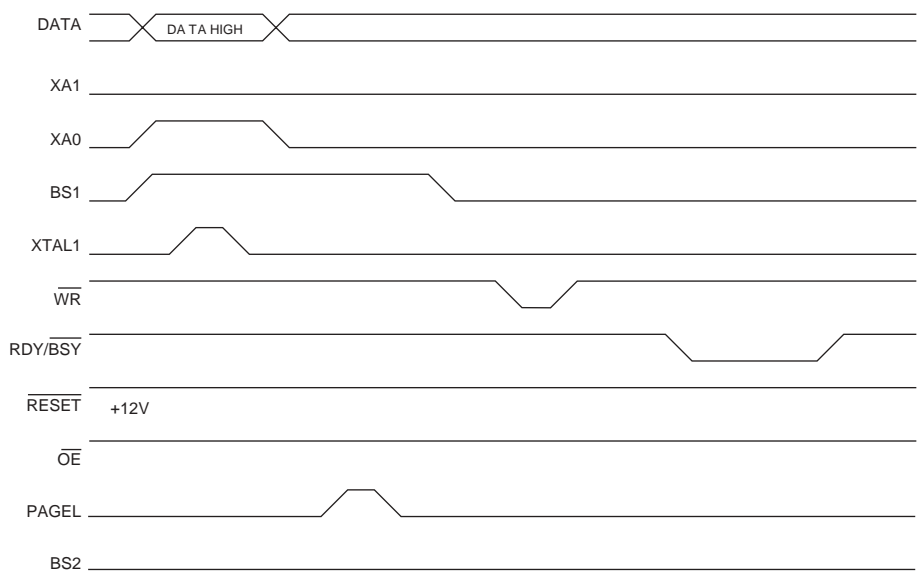 DATA
DA TA HIGH
XA1
XA0
BS1
XTAL1
WR
RDY/BSY
RESET
+12V
OE
PAGEL
BS2